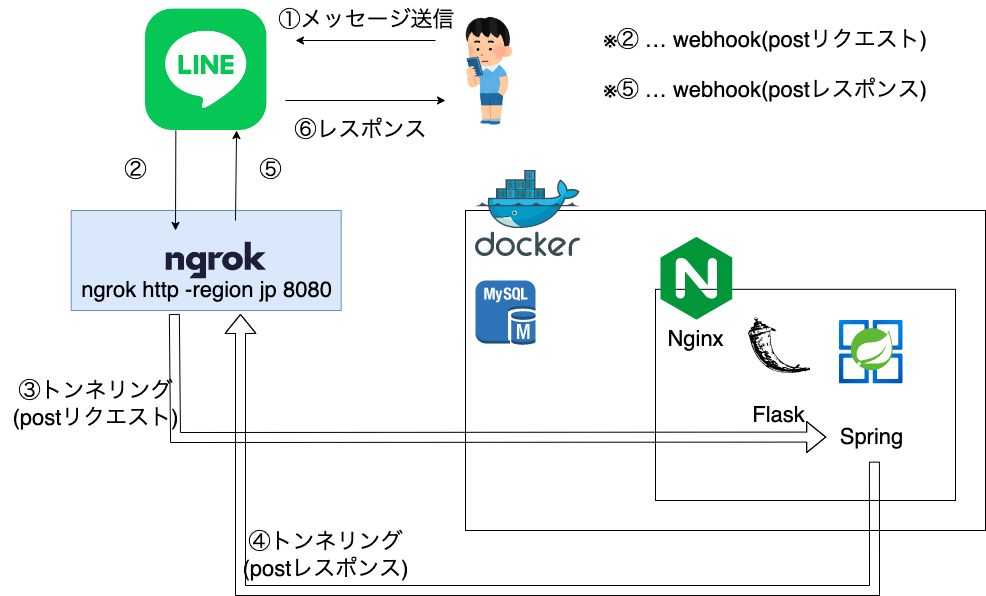 ①メッセージ送信
LINE
※② … webhook(postリクエスト)
※⑤ … webhook(postレスポンス)
⑥レスポンス
②
⑤
ngrok
ngrok http -region jp 8080
docker
MySQL
M
N
Nginx
③トンネリング
(postリクエスト)
Flask
Spring
④トンネリング
(postレスポンス)